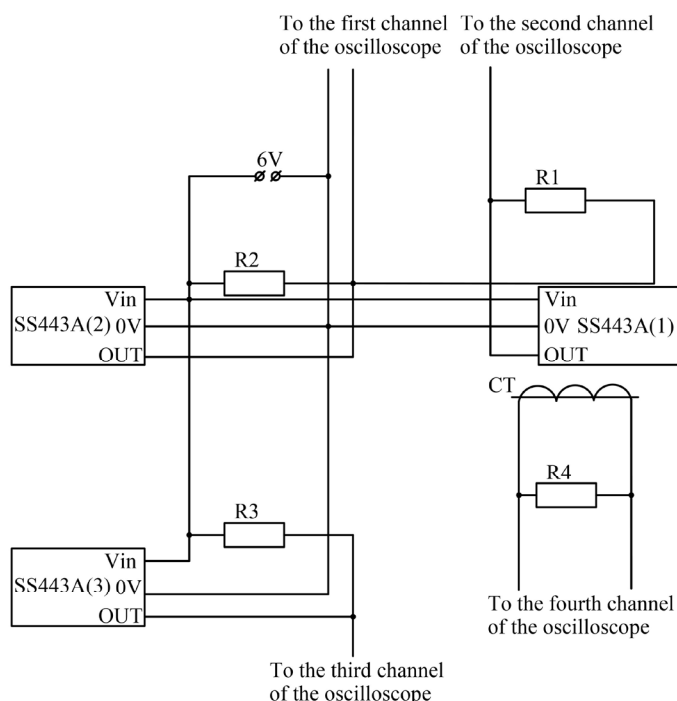 To the first channel
of the oscilloscope
To the second channel
of the oscilloscope
6V
R1
R2
Vin
SS443A(2) 0V
OUT
Vin
0V SS443A(1)
OUT
CT
R4
R3
Vin
SS443A(3) 0V
OUT
To the fourth channel
of the oscilloscope
To the third channel
of the oscilloscope